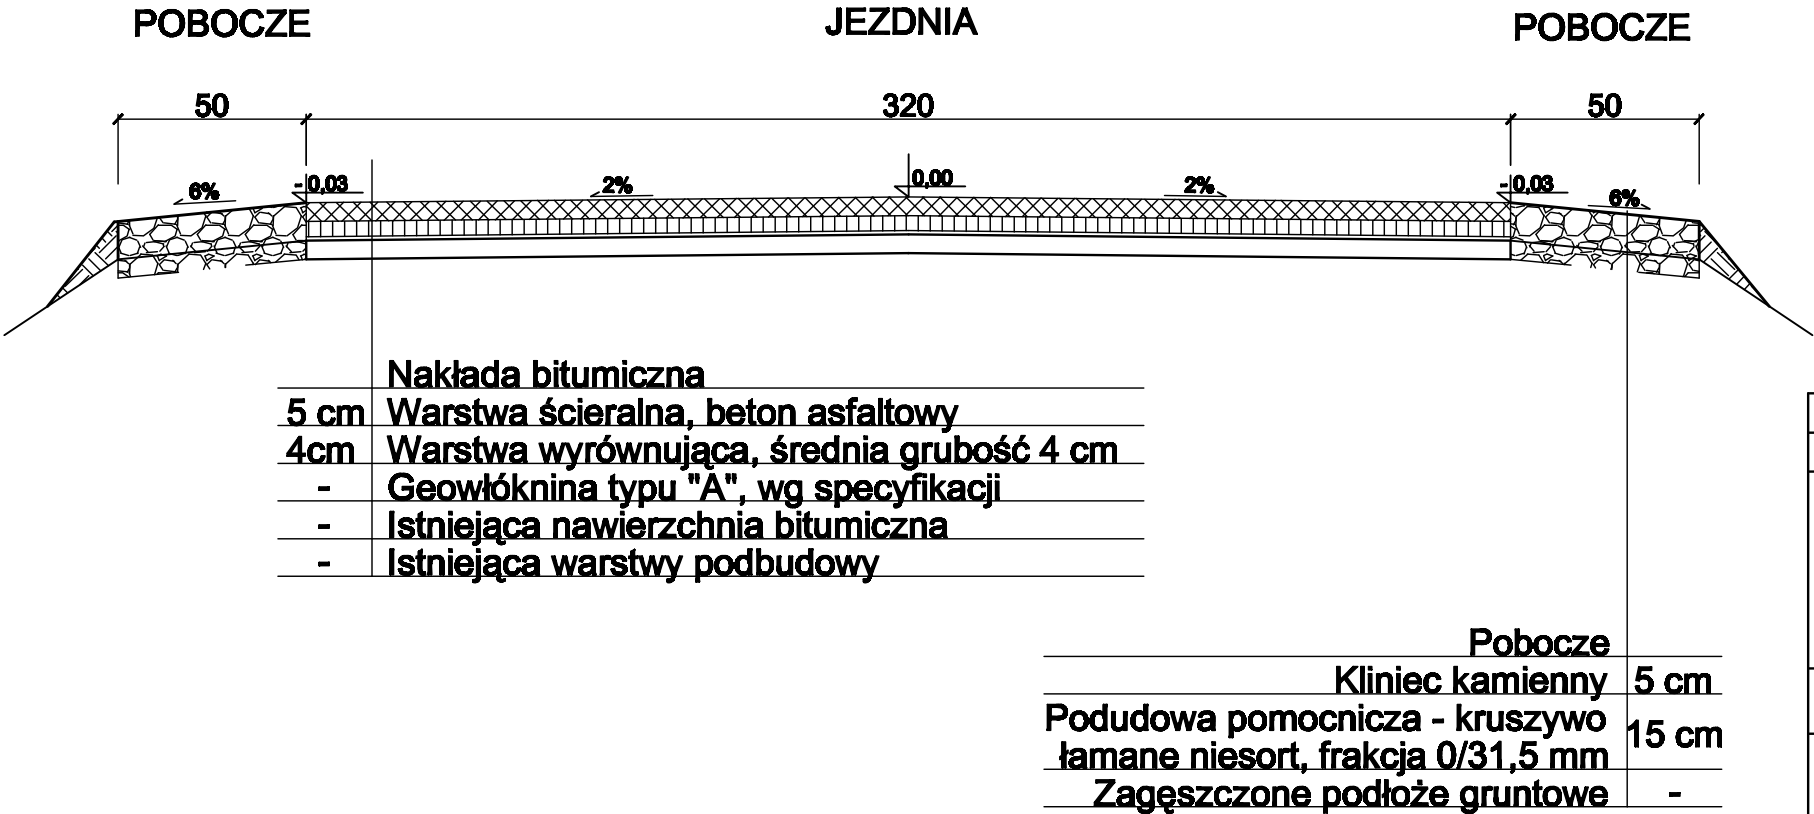 POBOCZE JEZDNIA POBOCZE
50 320 50
6% - 0,03 2% 0,00 2% - 0,03 6%
Nakłada bitumiczna
5 cm Warstwa ścieralna, beton asfaltowy
4cm Warstwa wyrównująca, średnia grubość 4 cm
- Geowłóknina typu "A", wg specyfikacji
- Istniejąca nawierzchnia bitumiczna
- Istniejąca warstwy podbudowy
Pobocze
Kliniec kamienny 5 cm
Podudowa pomocnicza - kruszywo
łamane niesort, frakcja 0/31,5 mm 15 cm
Zagęszczone podłoże gruntowe -